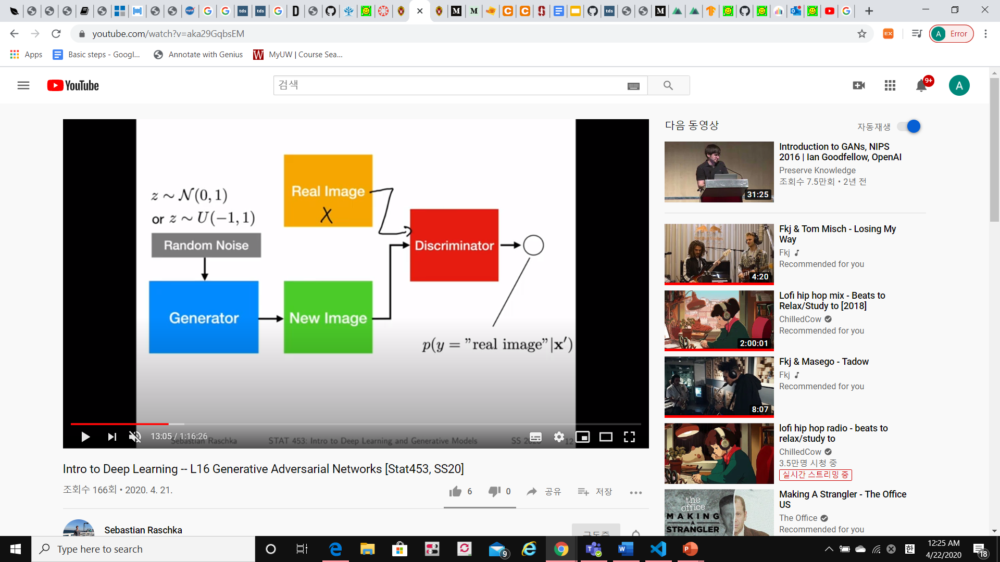 youtube.com/watch?v=aka29GqbsEM
EX
A Error
Apps
Basic steps - Googl...
Annotate with Genius
MyUW | Course Sea...
YouTube
검색
9+
A
z ∼ N(0, 1)
or z ∼ U(−1, 1)
Random Noise
Real Image
X
Discriminator
Generator
New Image
p(y = ”real image”|x′)
13:05 / 1:16:26
Sebastian Raschka
STAT 453: Intro to Deep Learning and Generative Models
SS 2020
12
Intro to Deep Learning -- L16 Generative Adversarial Networks [Stat453, SS20]
조회수 166회 • 2020. 4. 21.
6
0
공유
저장
Sebastian Raschka
구독중
다음 동영상
자동재생
31:25
Introduction to GANs, NIPS
2016 | Ian Goodfellow, OpenAI
Preserve Knowledge
조회수 7.5만회 • 2년 전
4:20
Fkj & Tom Misch - Losing My
Way
Fkj
Recommended for you
2:00:01
Lofi hip hop mix - Beats to
Relax/Study to [2018]
ChilledCow
Recommended for you
8:07
Fkj & Masego - Tadow
Fkj
Recommended for you
lofi hip hop radio - beats to
relax/study to
ChilledCow
3.5만명 시청 중
실시간 스트리밍 중
the
office
MAKING
A
STRANGLER
Making A Strangler - The Office
US
The Office
Recommended for you
Type here to search
9
한
12:25 AM
4/22/2020
18